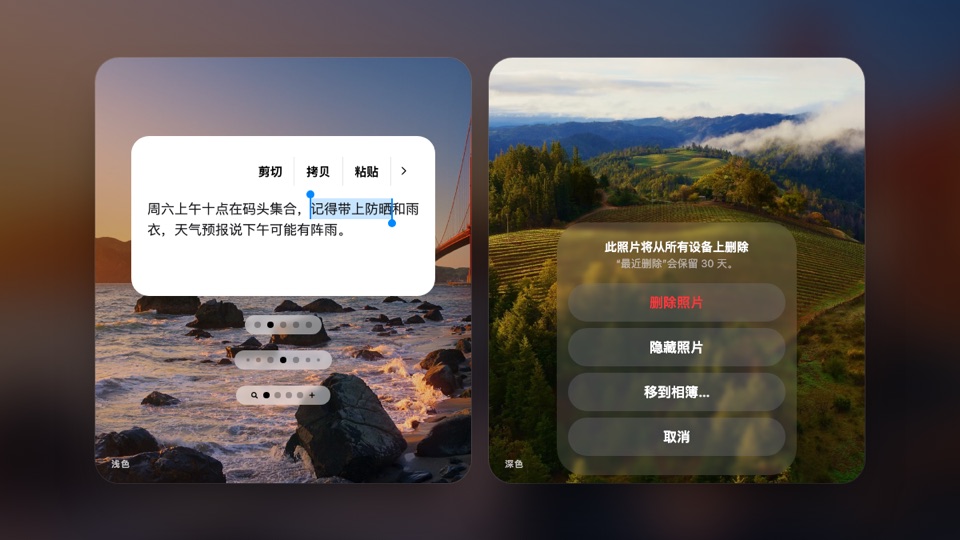 剪切
拷贝
粘贴
周六上午十点在码头集合，记得带上防晒和雨
衣，天气预报说下午可能有阵雨。
浅色
此照片将从所有设备上删除
“最近删除”会保留 30 天。
删除照片
隐藏照片
移到相簿...
取消
深色